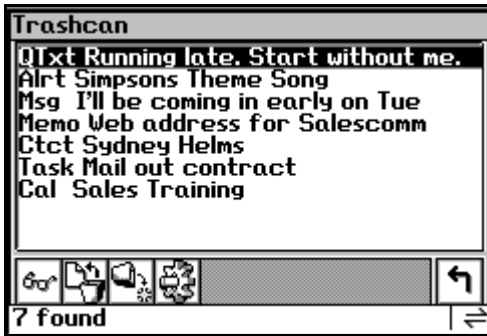 Trashcan
QTxt Running late. Start without me.
Alrt Simpsons Theme Song
Msg I'll be coming in early on Tue
Memo Web address for Salescomm
Ctct Sydney Helms
Task Mail out contract
Cal Sales Training
7 found